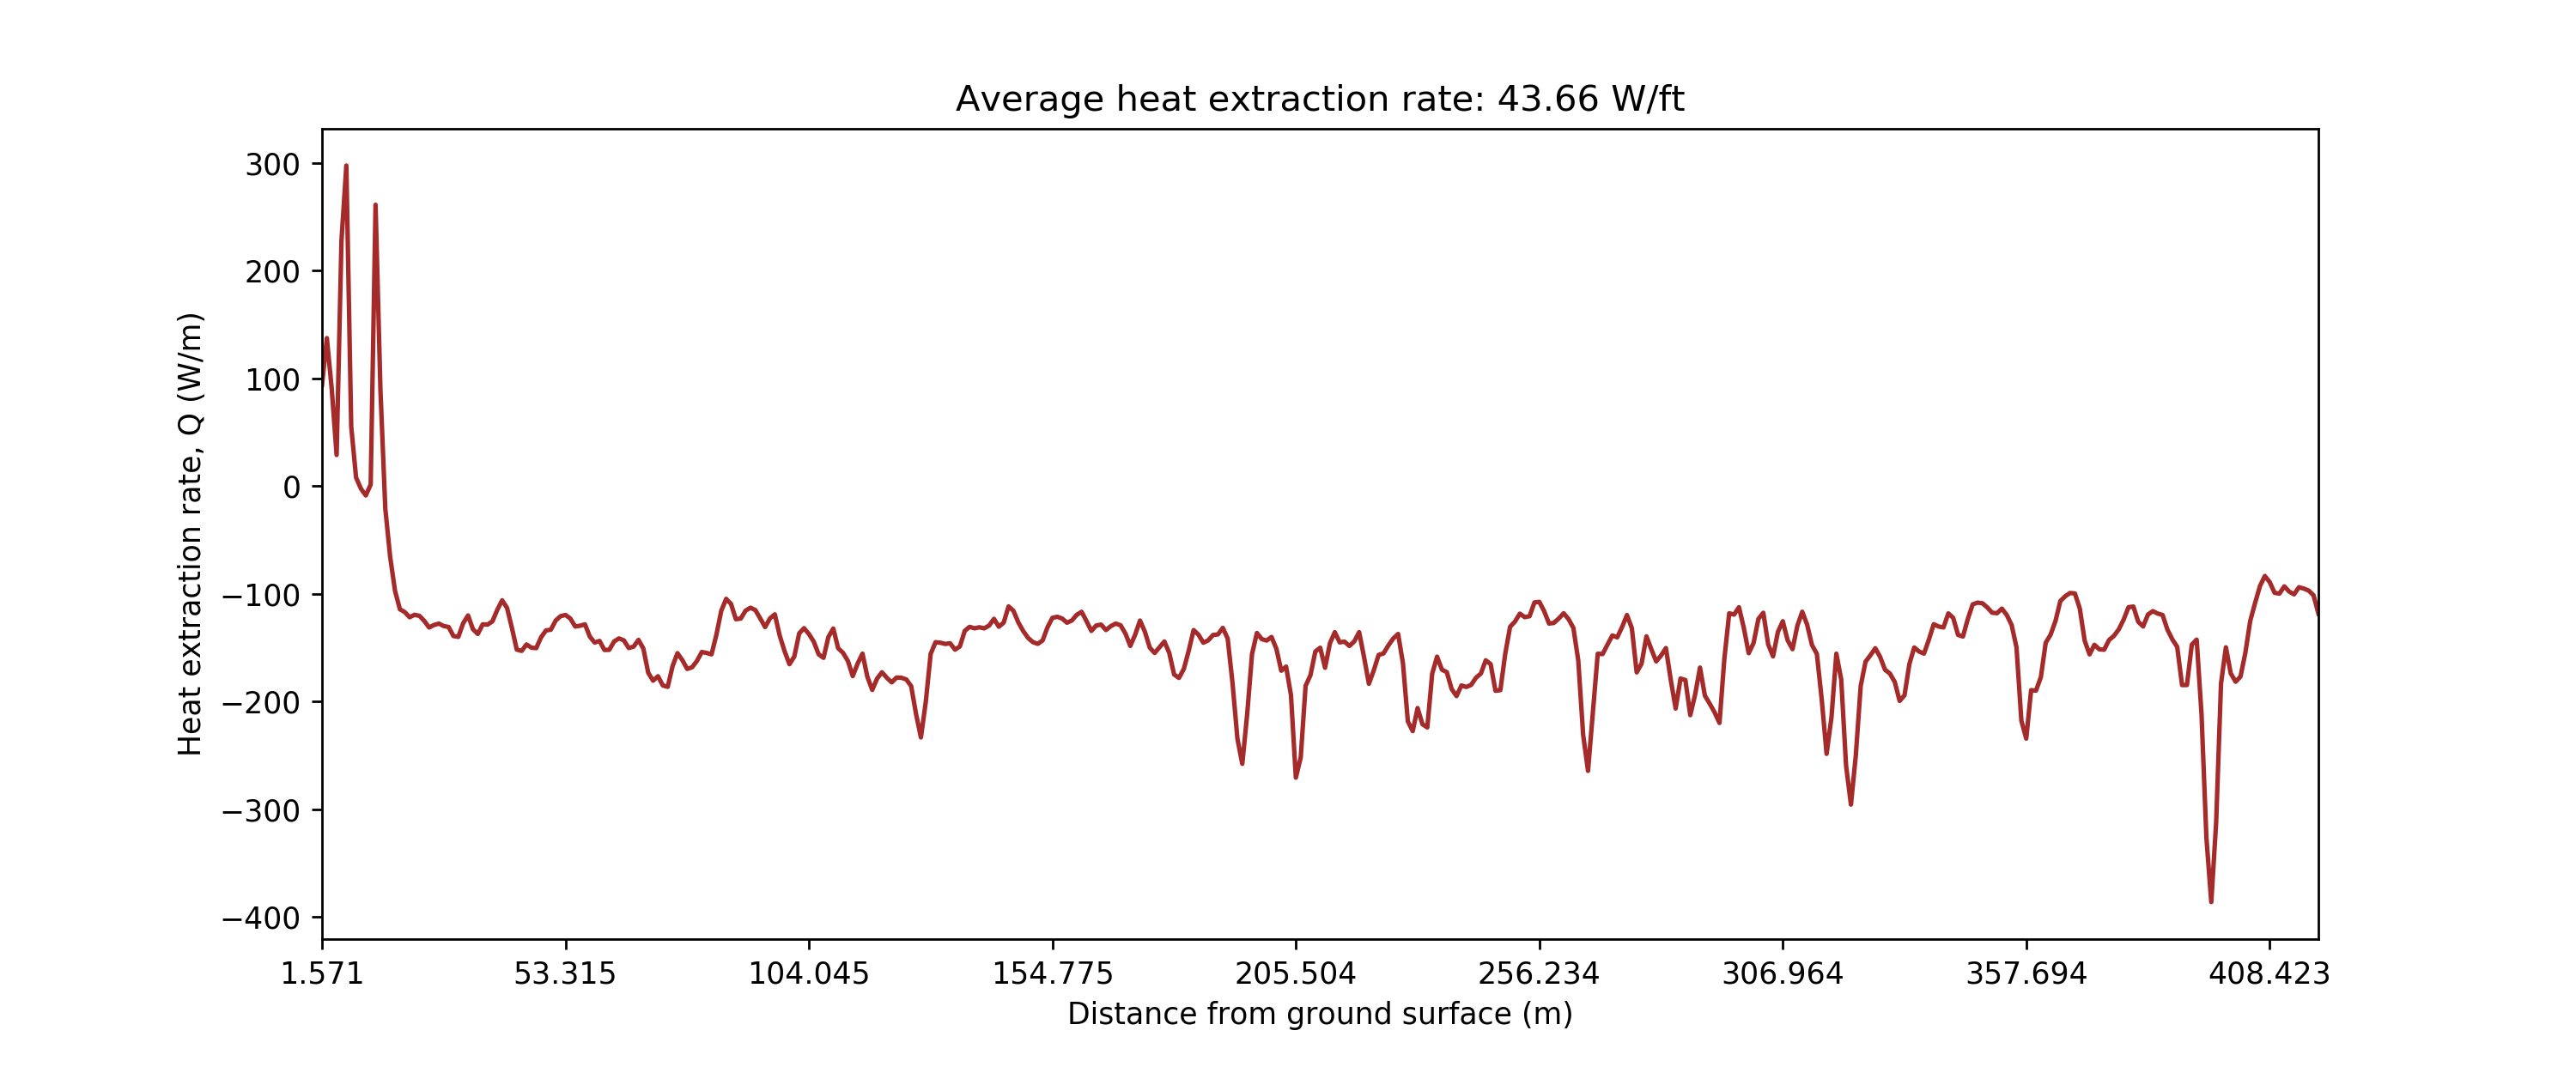 Average heat extraction rate: 43.66 W/ft
Heat extraction rate, Q (W/m)
300
200
100
0
−100
−200
−300
−400
1.571 53.315 104.045 154.775 205.504 256.234 306.964 357.694 408.423
Distance from ground surface (m)